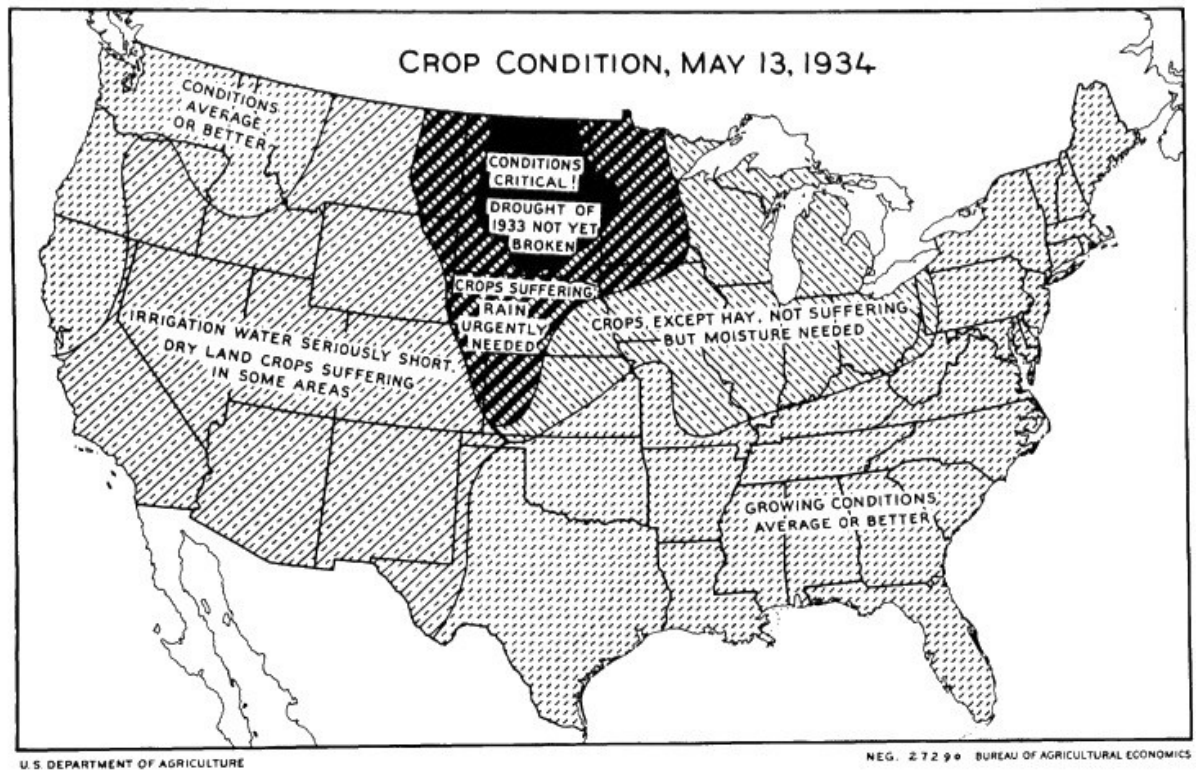 CROP CONDITION, MAY 13, 1934
CONDITIONS
AVERAGE
OR BETTER
CONDITIONS
CRITICAL!
DROUGHT OF
1933 NOT YET
BROKEN
CROPS SUFFERING,
RAIN
URGENTLY
NEEDED
CROPS, EXCEPT HAY, NOT SUFFERING
BUT MOISTURE NEEDED
IRRIGATION WATER SERIOUSLY SHORT.
DRY LAND CROPS SUFFERING
IN SOME AREAS
GROWING CONDITIONS
AVERAGE OR BETTER
U.S. DEPARTMENT OF AGRICULTURE
NEG. 27290 BUREAU OF AGRICULTURAL ECONOMICS